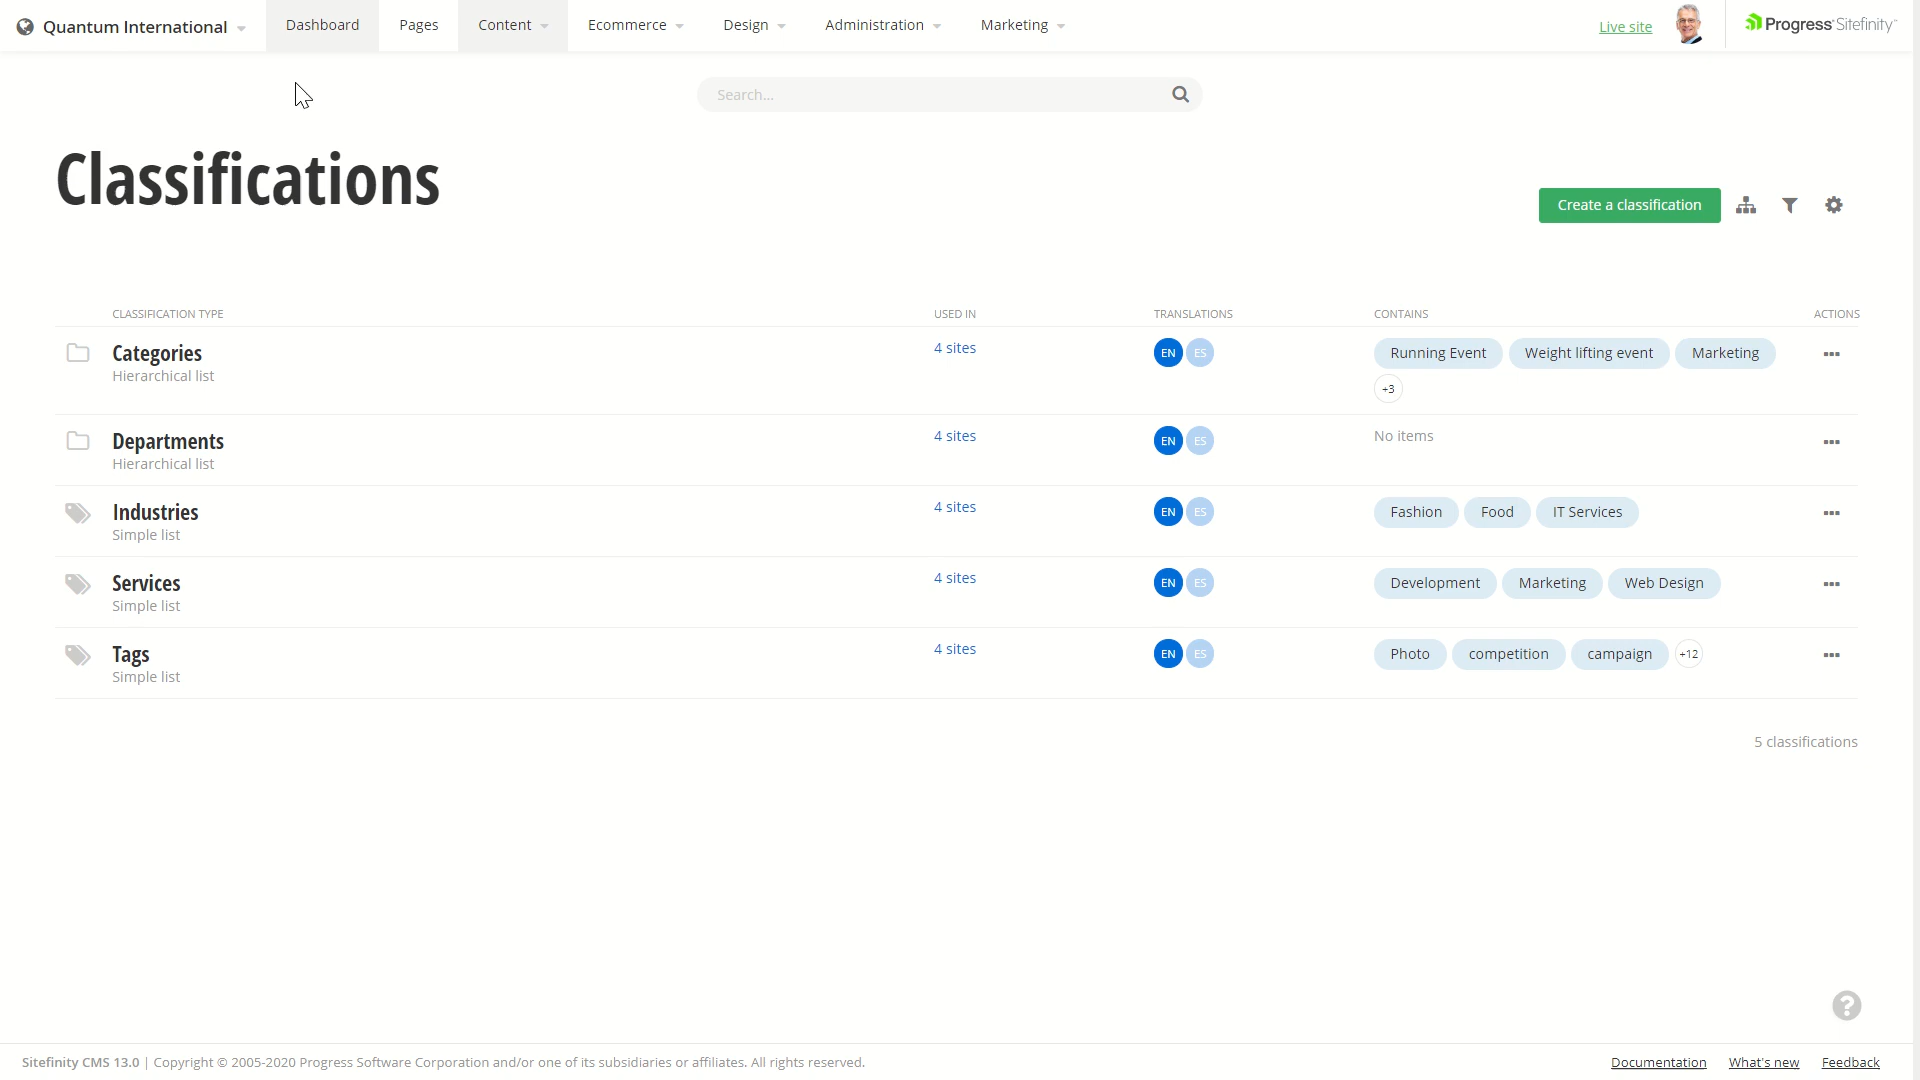 Quantum International Dashboard Pages Content Ecommerce Design Administration Marketing Live site Progress Sitefinity
Search...
Classifications
Create a classification
CLASSIFICATION TYPE USED IN TRANSLATIONS CONTAINS ACTIONS
Categories 4 sites EN ES Running Event Weight lifting event Marketing
Hierarchical list
+3
Departments 4 sites EN ES No items
Hierarchical list
Industries 4 sites EN ES Fashion Food IT Services
Simple list
Services 4 sites EN ES Development Marketing Web Design
Simple list
Tags 4 sites EN ES Photo competition campaign +12
Simple list
5 classifications
?
Sitefinity CMS 13.0 | Copyright © 2005-2020 Progress Software Corporation and/or one of its subsidiaries or affiliates. All rights reserved. Documentation What's new Feedback